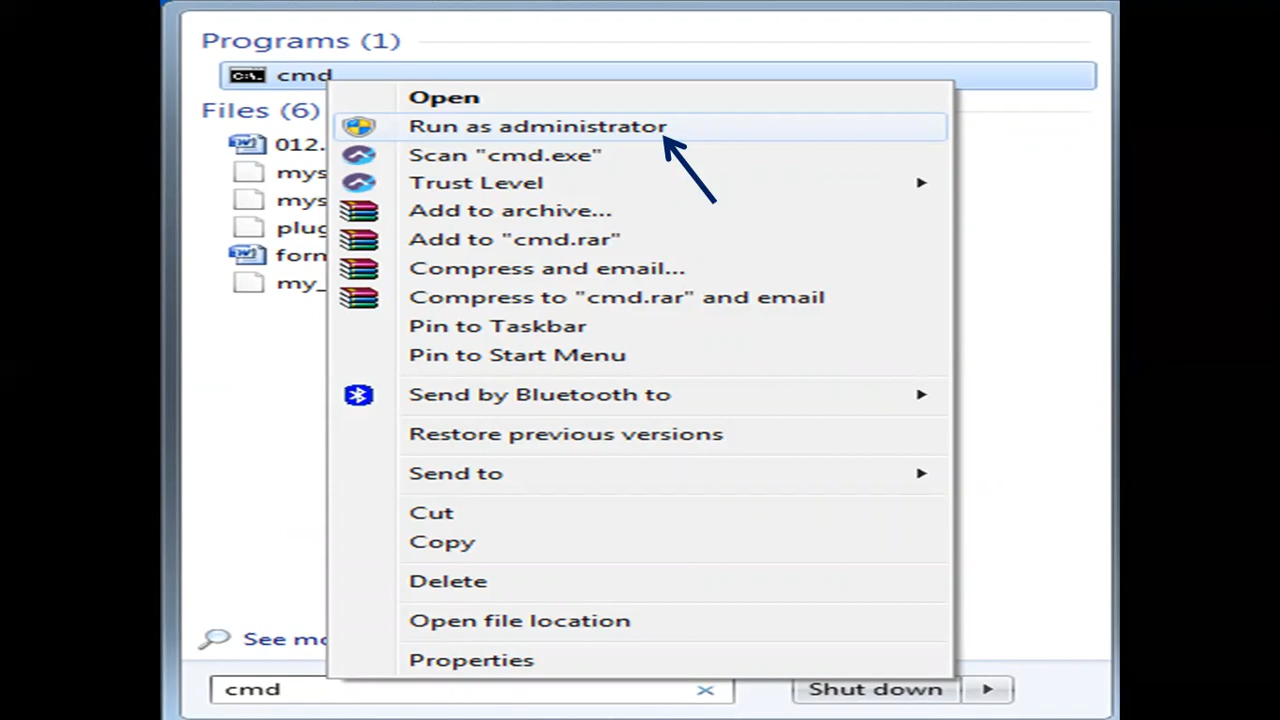 Programs (1)
cmd
Files (6)
012.
mys
mys
plug
form
my_
Open
Run as administrator
Scan "cmd.exe"
Trust Level
Add to archive...
Add to "cmd.rar"
Compress and email...
Compress to "cmd.rar" and email
Pin to Taskbar
Pin to Start Menu
Send by Bluetooth to
Restore previous versions
Send to
Cut
Copy
Delete
Open file location
Properties
See mo
cmd
Shut down